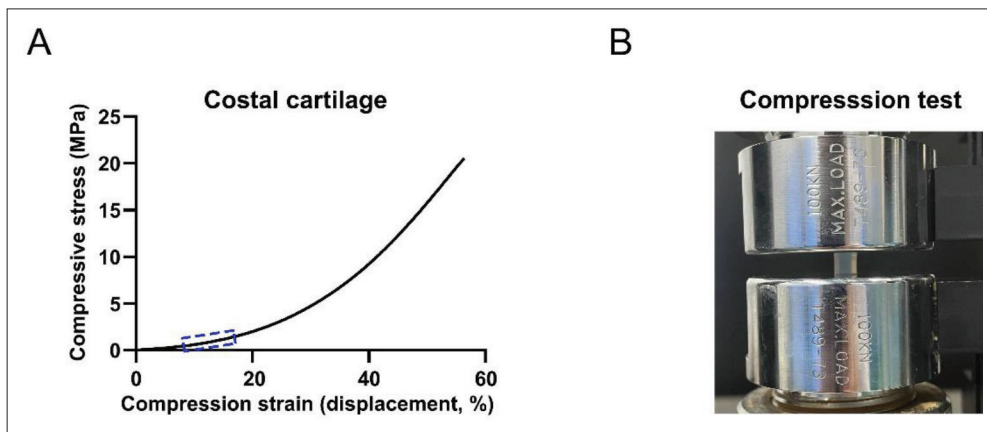 A
Costal cartilage
Compressive stress (MPa)
25
20
15
10
5
0
0 20 40 60
Compression strain (displacement, %)
B
Compresssion test
100KN
MAX.LOAD
MAX.LOAD
100KN